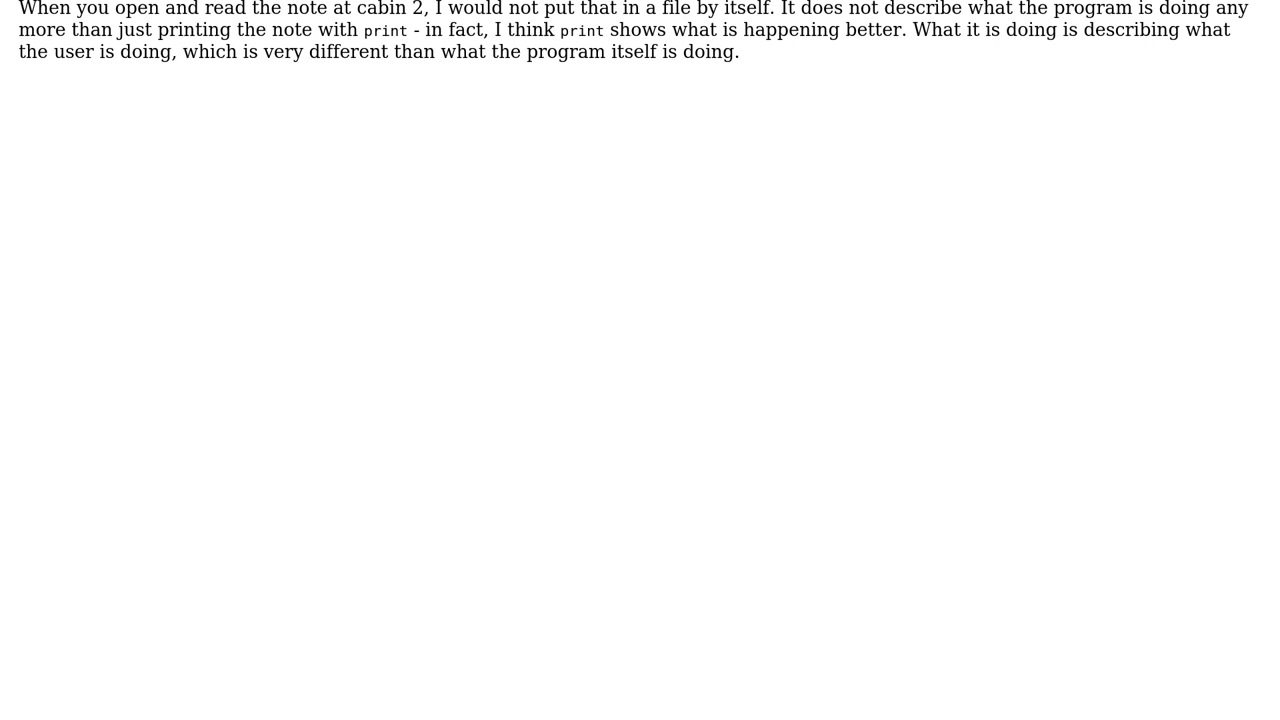 When you open and read the note at cabin 2, I would not put that in a file by itself. It does not describe what the program is doing any
more than just printing the note with print - in fact, I think print shows what is happening better. What it is doing is describing what
the user is doing, which is very different than what the program itself is doing.